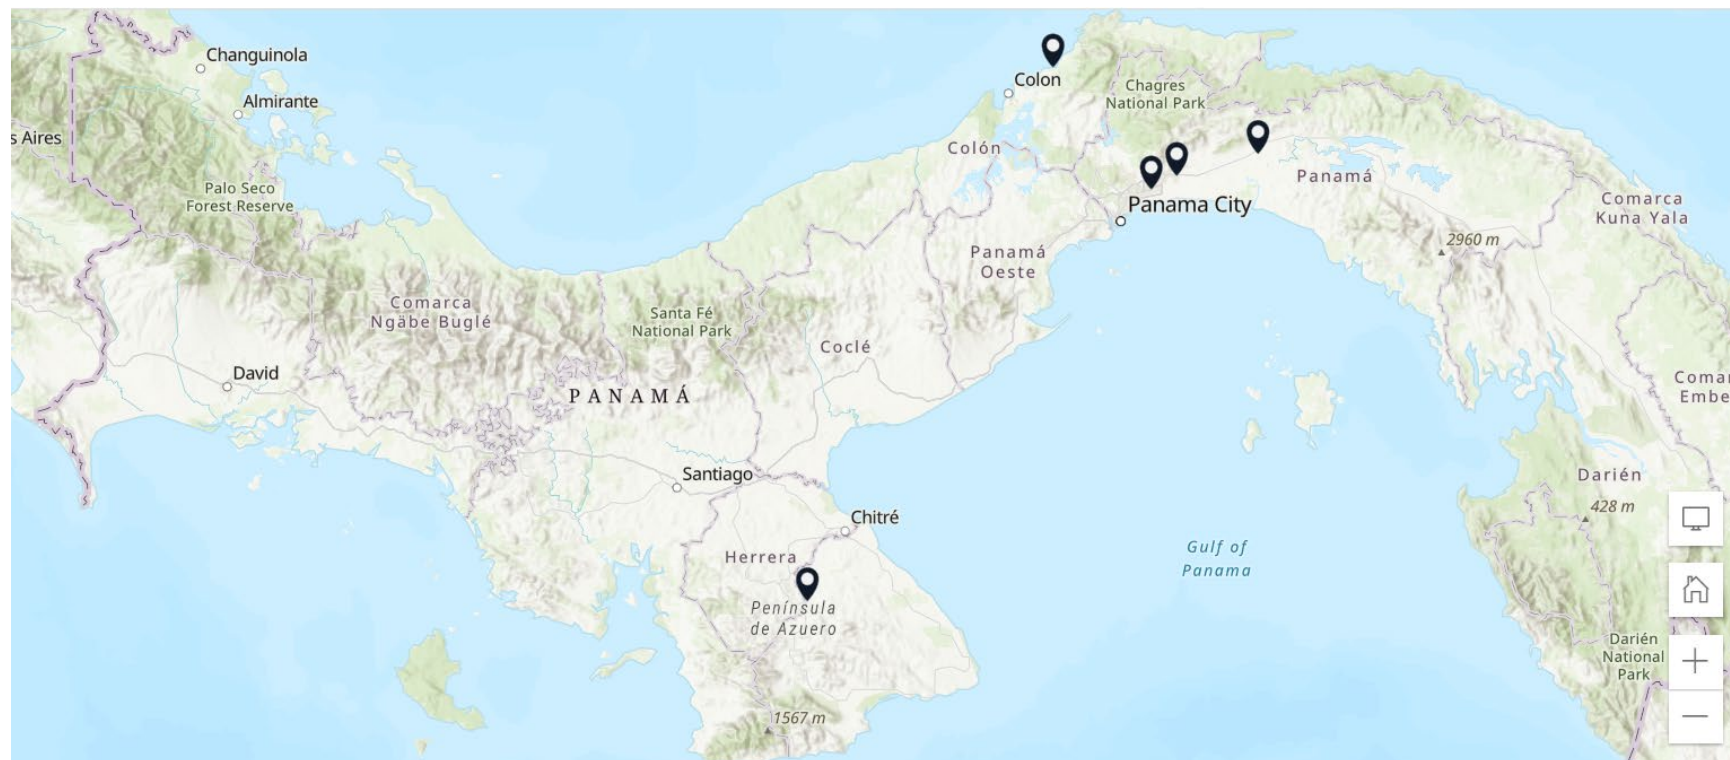 Changuinola
Almirante
s Aires
Palo Seco
Forest Reserve
Colon
Chagres
National Park
Colón
Panamá
Comarca
Kuna Yala
Panama City
Panamá
Oeste
2960 m
Comarca
Ngäbe Buglé
Santa Fé
National Park
Coclé
David
PANAMÁ
Comar
Embe
Santiago
Chitré
Darién
428 m
Herrera
Gulf of
Panama
Península
de Azuero
Darién
National
Park
1567 m